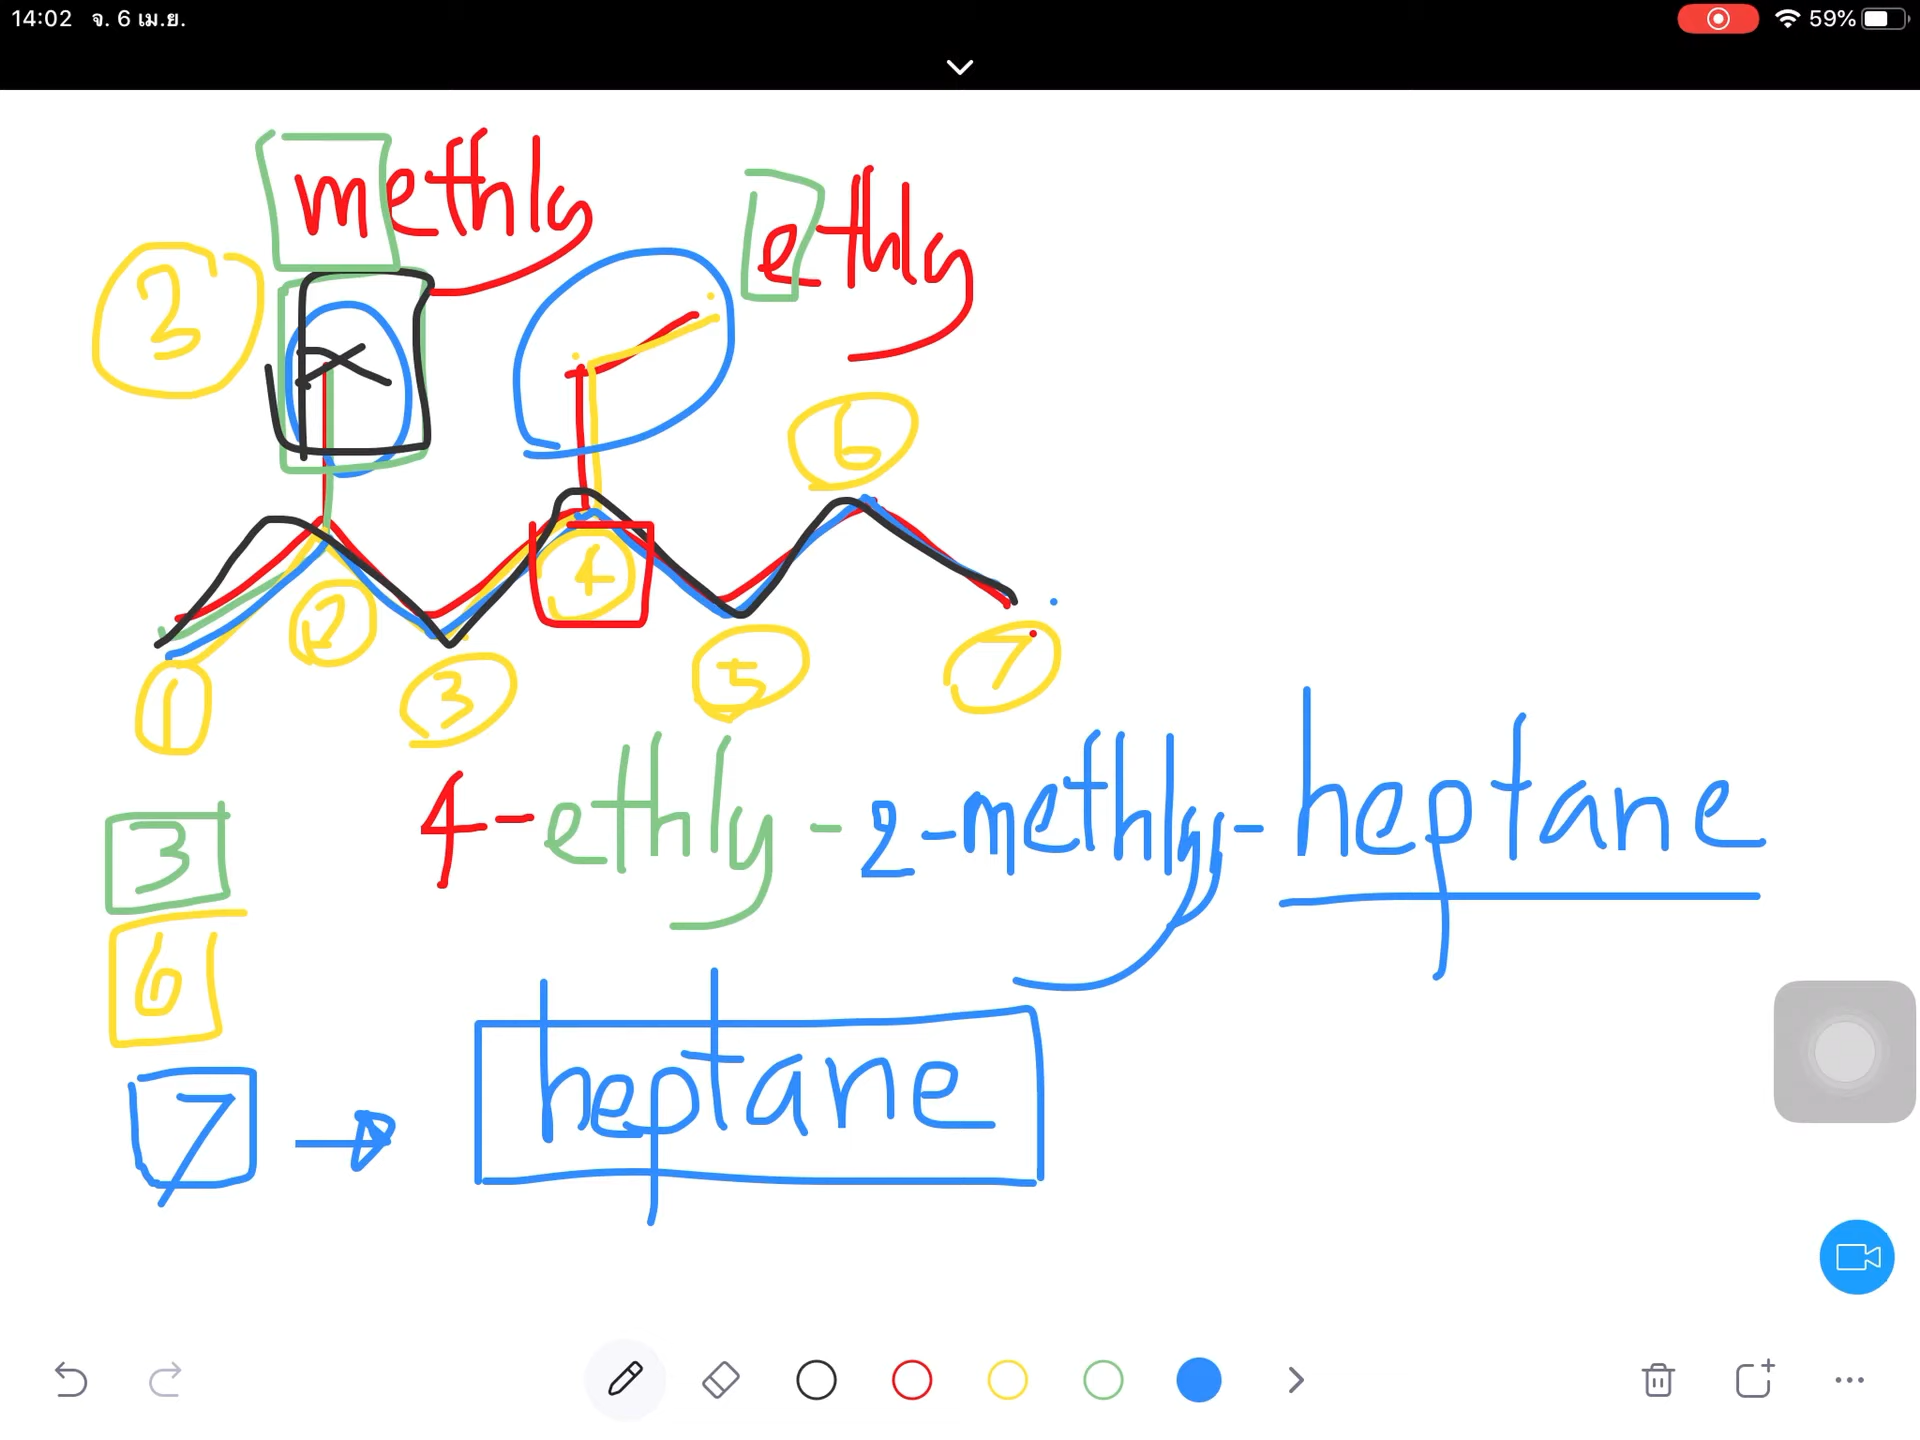 14:02 จ. 6 เม.ย. 59%
methly
ethly
3
6
4
2
3
5
7
1
4-ethly-2-methly-heptane
3
6
7 → heptane